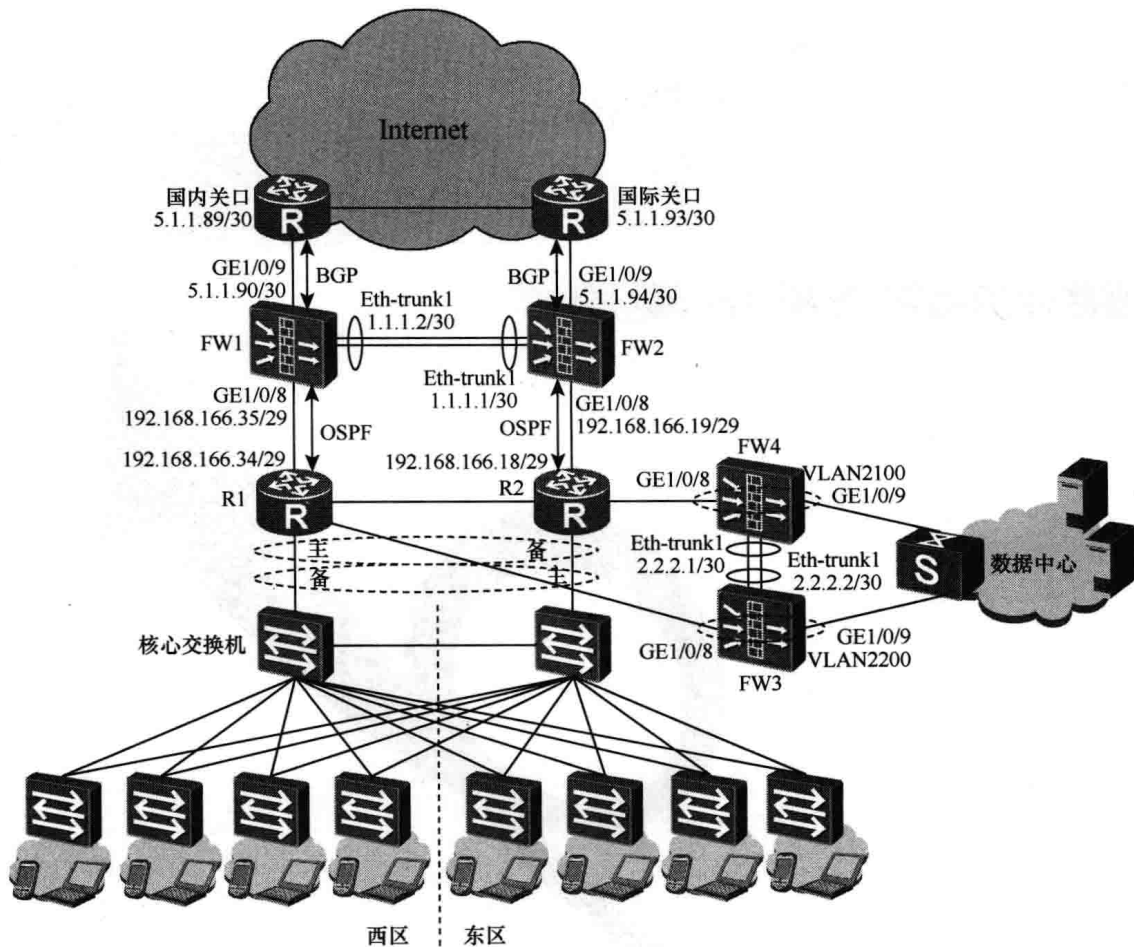 Internet
国内关口
5.1.1.89/30
国际关口
5.1.1.93/30
R
R
GE1/0/9
5.1.1.90/30
BGP
BGP
GE1/0/9
5.1.1.94/30
Eth-trunk1
1.1.1.2/30
FW1
FW2
Eth-trunk1
1.1.1.1/30
GE1/0/8
192.168.166.35/29
OSPF
OSPF
GE1/0/8
192.168.166.19/29
192.168.166.34/29
R1
192.168.166.18/29
R2
R
R
FW4
GE1/0/8
VLAN2100
GE1/0/9
主
备
备
主
Eth-trunk1
2.2.2.1/30
Eth-trunk1
2.2.2.2/30
S
数据中心
核心交换机
GE1/0/8
GE1/0/9
VLAN2200
FW3
西区
东区